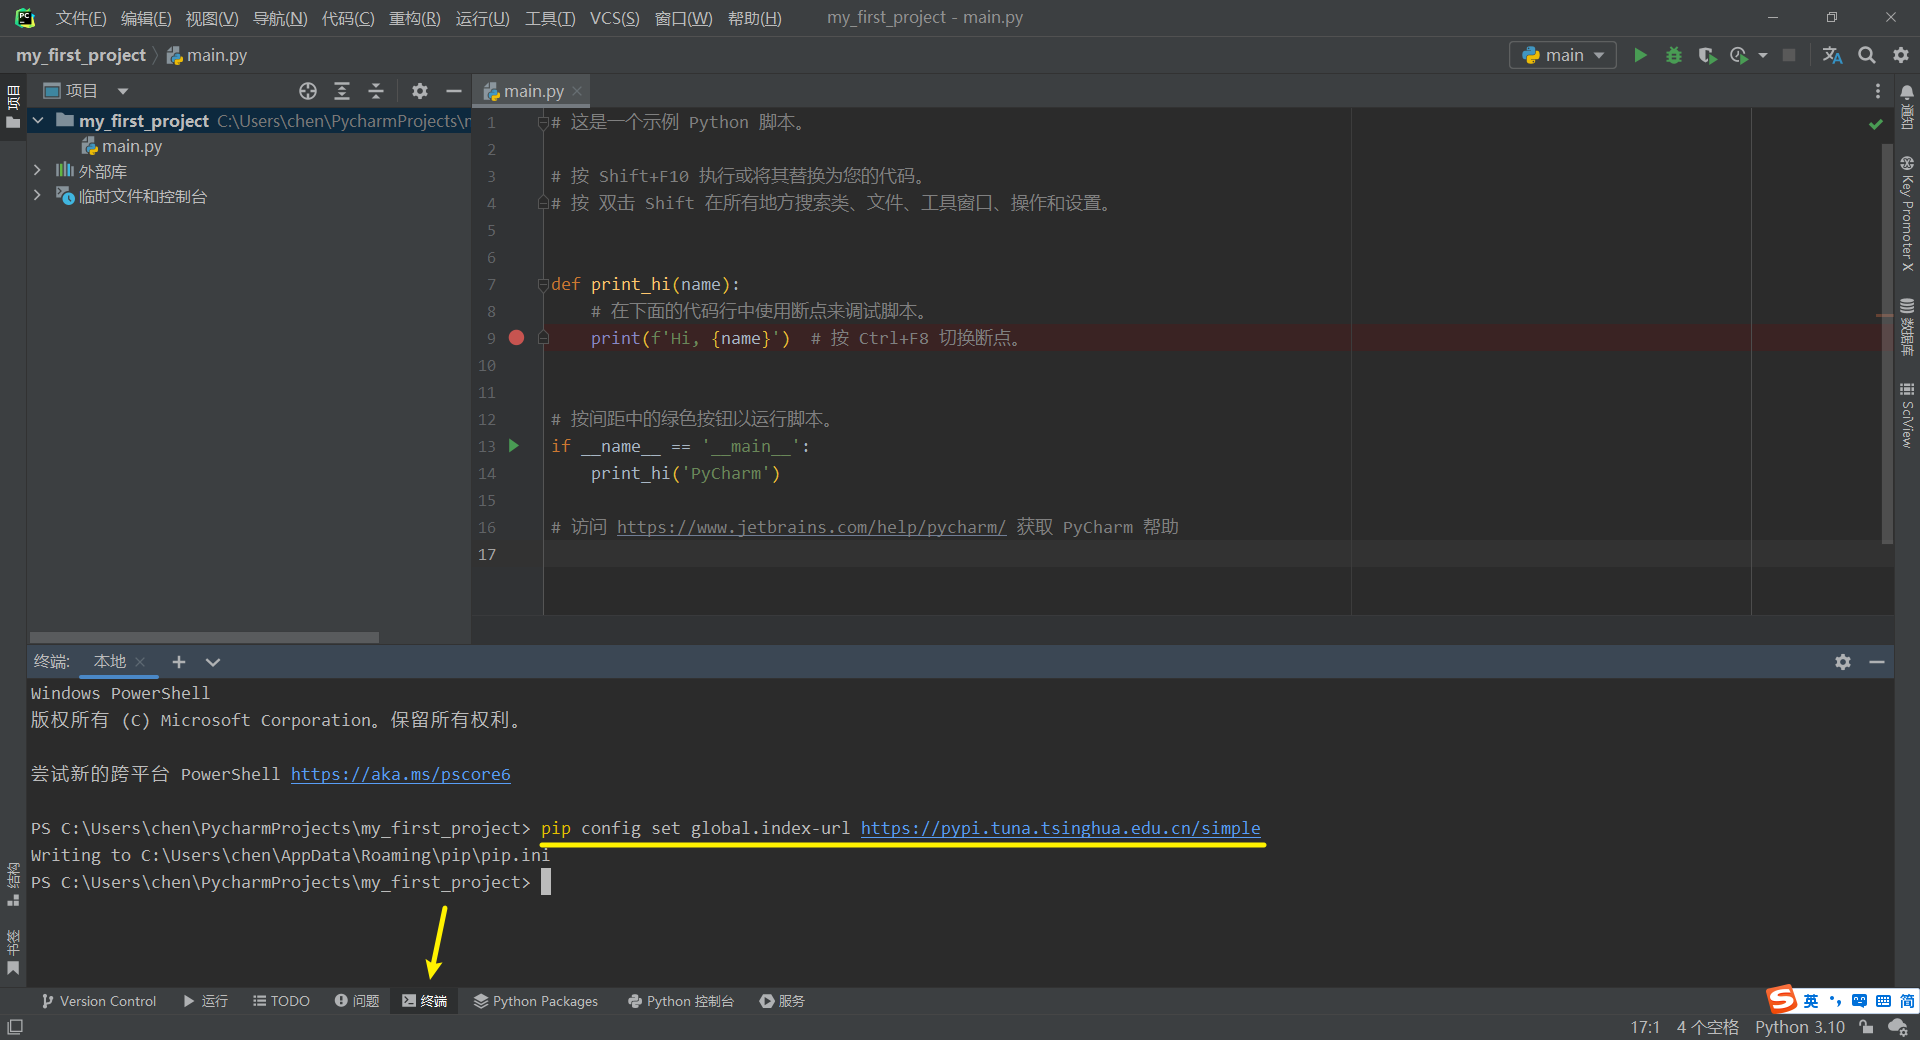 文件(F) 编辑(E) 视图(V) 导航(N) 代码(C) 重构(R) 运行(U) 工具(T) VCS(S) 窗口(W) 帮助(H) my_first_project - main.py
my_first_project main.py
main
项目
项目
main.py
my_first_project C:\Users\chen\PycharmProjects\m
main.py
外部库
临时文件和控制台
1 # 这是一个示例 Python 脚本。
2
3 # 按 Shift+F10 执行或将其替换为您的代码。
4 # 按 双击 Shift 在所有地方搜索类、文件、工具窗口、操作和设置。
5
6
7 def print_hi(name):
8 # 在下面的代码行中使用断点来调试脚本。
9 print(f'Hi, {name}') # 按 Ctrl+F8 切换断点。
10
11
12 # 按间距中的绿色按钮以运行脚本。
13 if __name__ == '__main__':
14 print_hi('PyCharm')
15
16 # 访问 https://www.jetbrains.com/help/pycharm/ 获取 PyCharm 帮助
17
通知
Key Promoter X
数据库
SciView
终端: 本地
Windows PowerShell
版权所有 (C) Microsoft Corporation。保留所有权利。
尝试新的跨平台 PowerShell https://aka.ms/pscore6
PS C:\Users\chen\PycharmProjects\my_first_project> pip config set global.index-url https://pypi.tuna.tsinghua.edu.cn/simple
Writing to C:\Users\chen\AppData\Roaming\pip\pip.ini
PS C:\Users\chen\PycharmProjects\my_first_project>
结构
书签
Version Control 运行 TODO 问题 终端 Python Packages Python 控制台 服务
英 简
17:1 4 个空格 Python 3.10